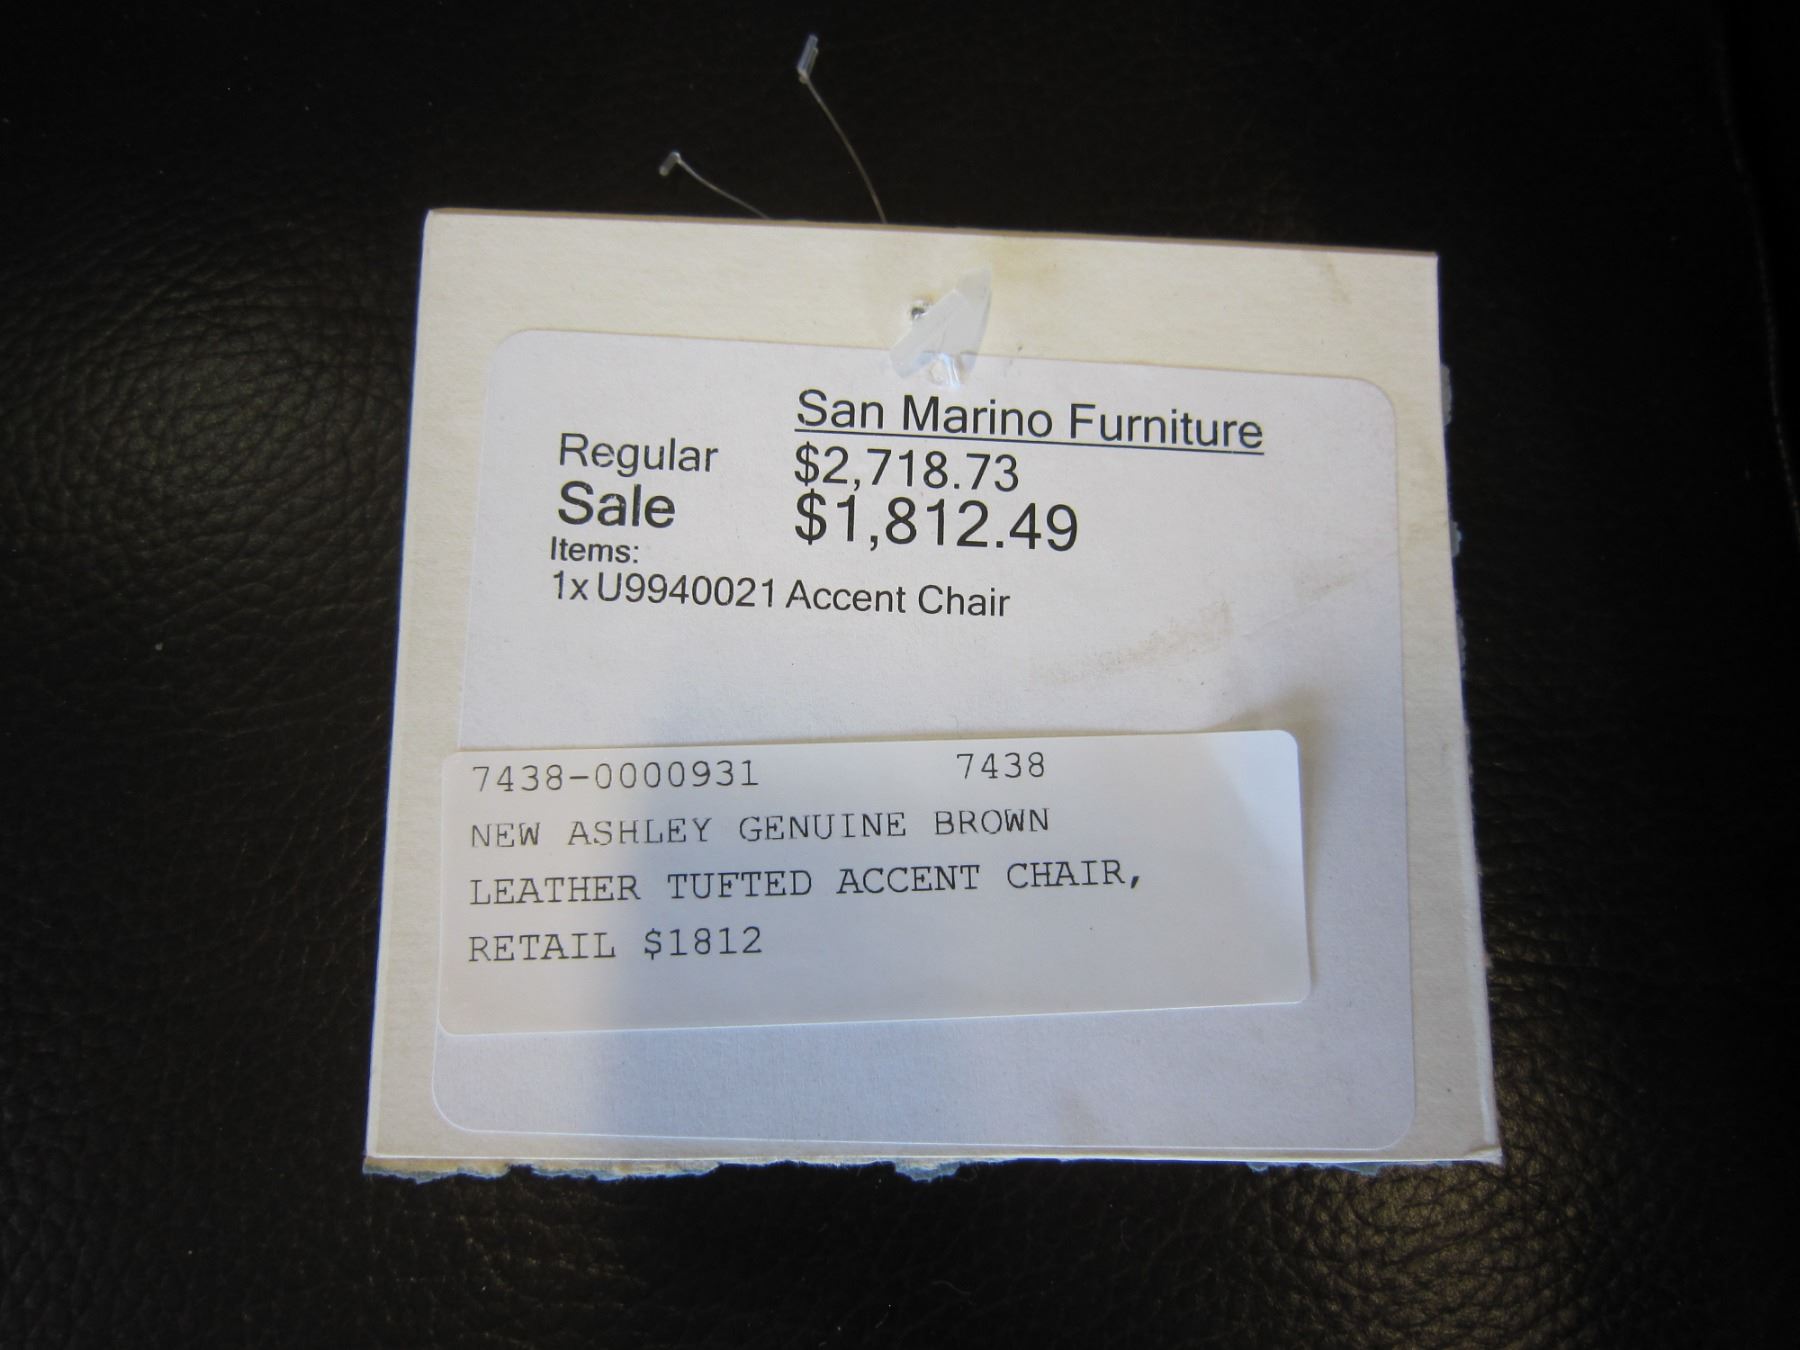 San Marino Furniture
Regular $2,718.73
Sale $1,812.49
Items:
1x U9940021 Accent Chair
7438-0000931 7438
NEW ASHLEY GENUINE BROWN
LEATHER TUFTED ACCENT CHAIR,
RETAIL $1812